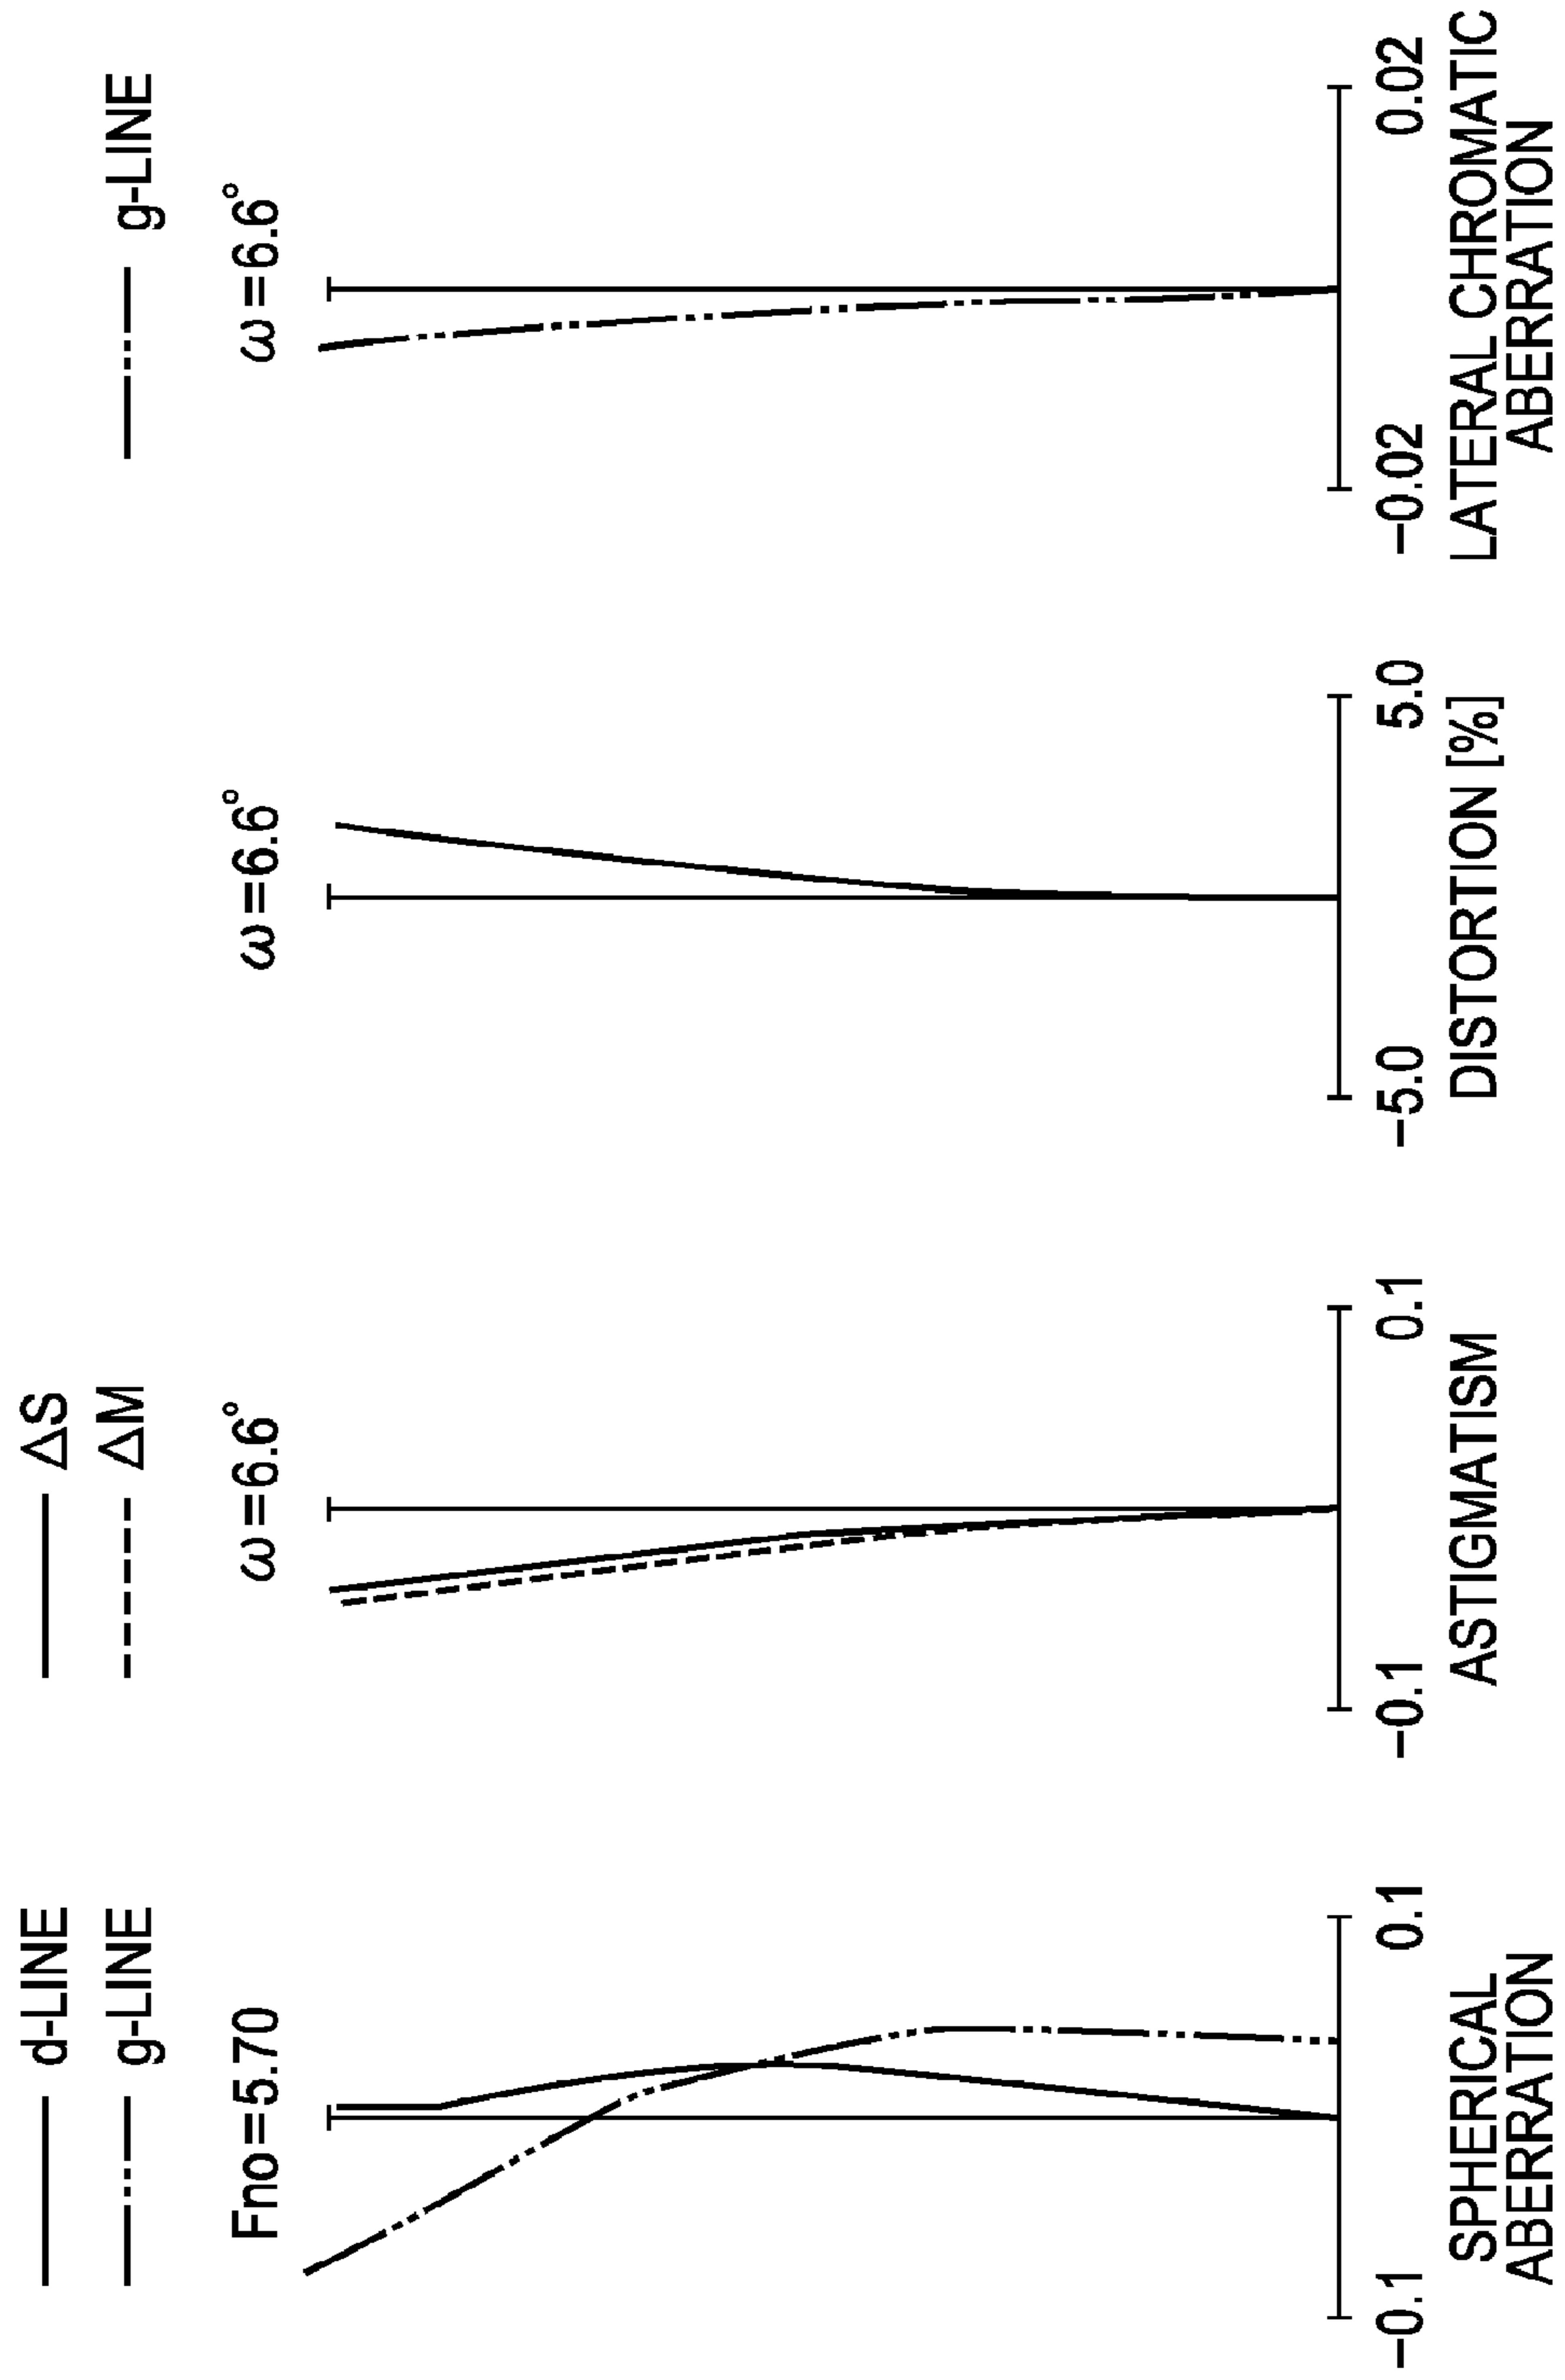 d-LINE
g-LINE
Fno=5.70
−0.1
0.1
SPHERICAL
ABERRATION
ΔS
ΔM
ω=6.6°
−0.1
0.1
ASTIGMATISM
ω=6.6°
−5.0
5.0
DISTORTION [%]
g-LINE
ω=6.6°
−0.02
0.02
LATERAL CHROMATIC
ABERRATION